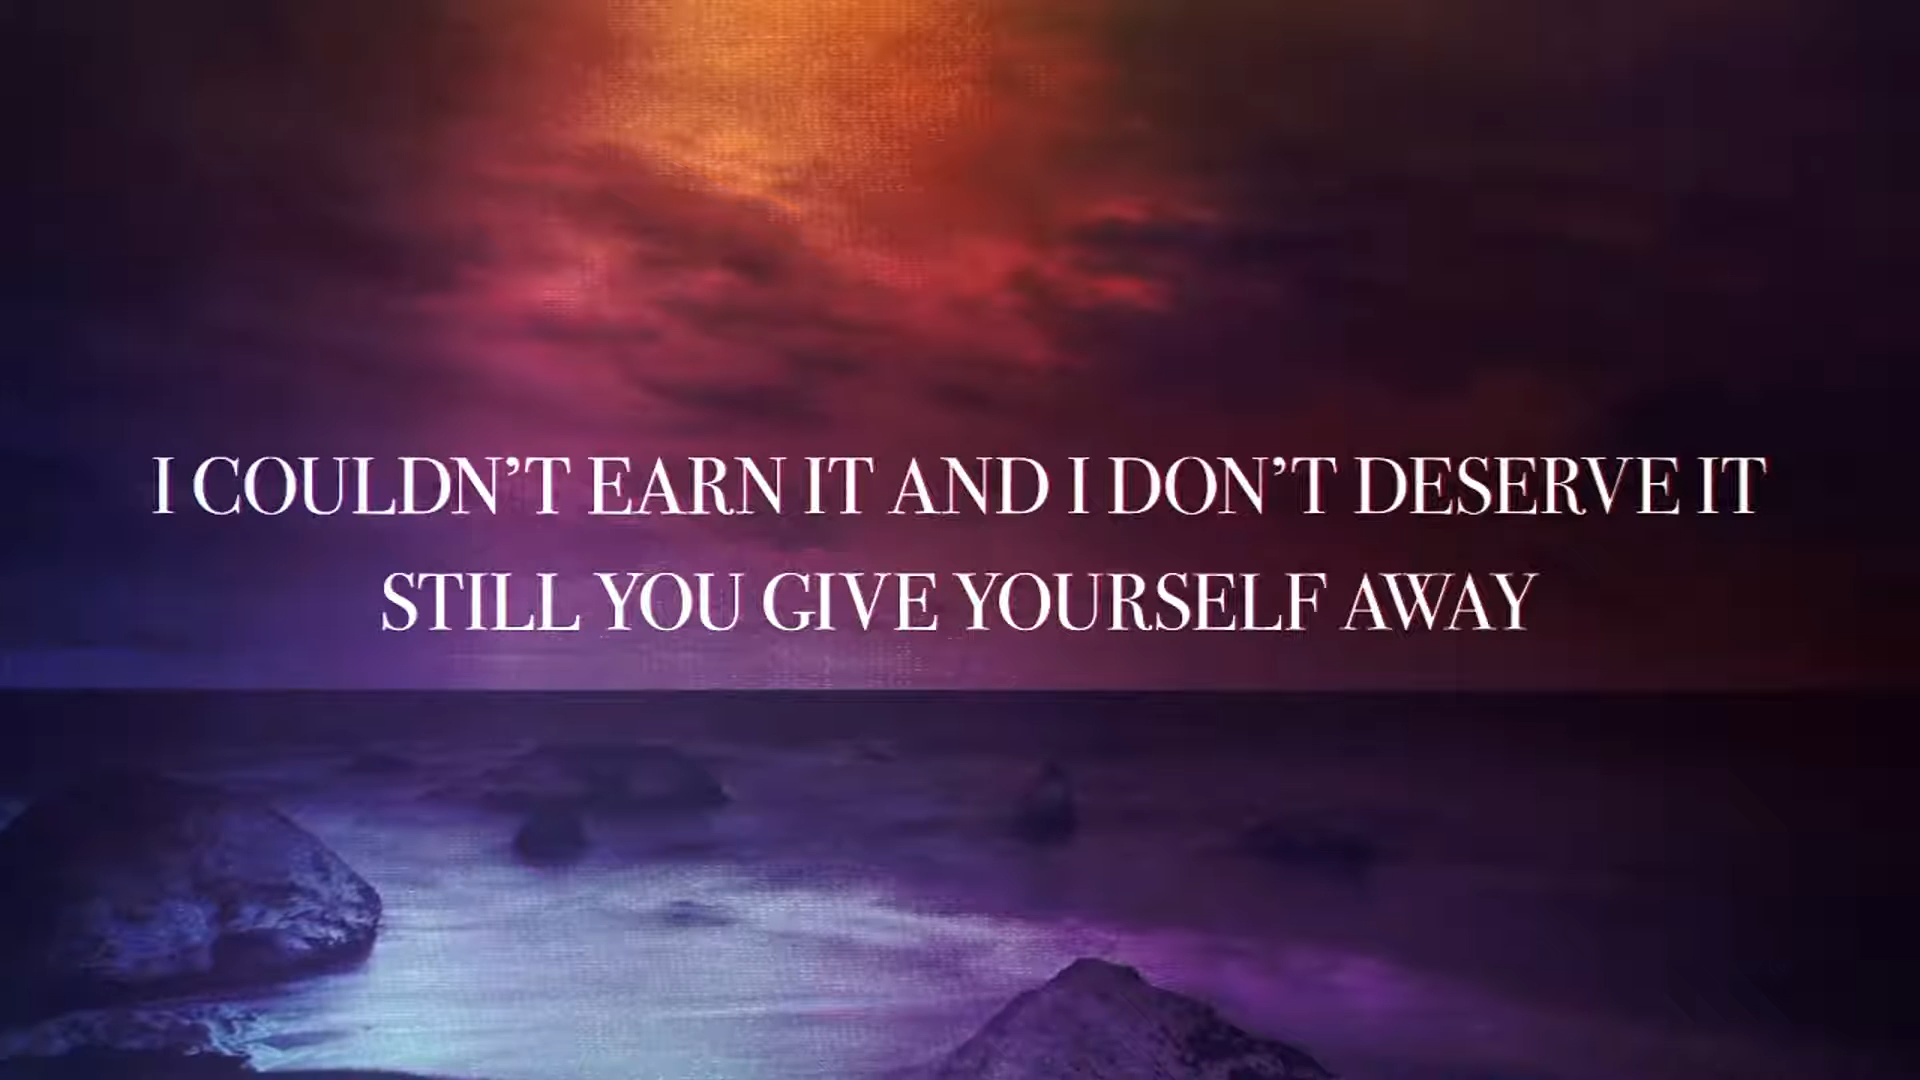 I COULDN’T EARN IT AND I DON’T DESERVE IT
STILL YOU GIVE YOURSELF AWAY